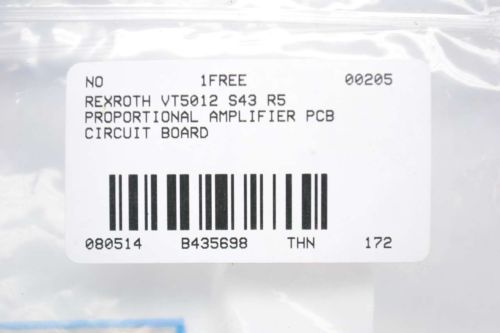 NO 1FREE 00205
REXROTH VT5012 S43 R5
PROPORTIONAL AMPLIFIER PCB
CIRCUIT BOARD
080514 B435698 THN 172